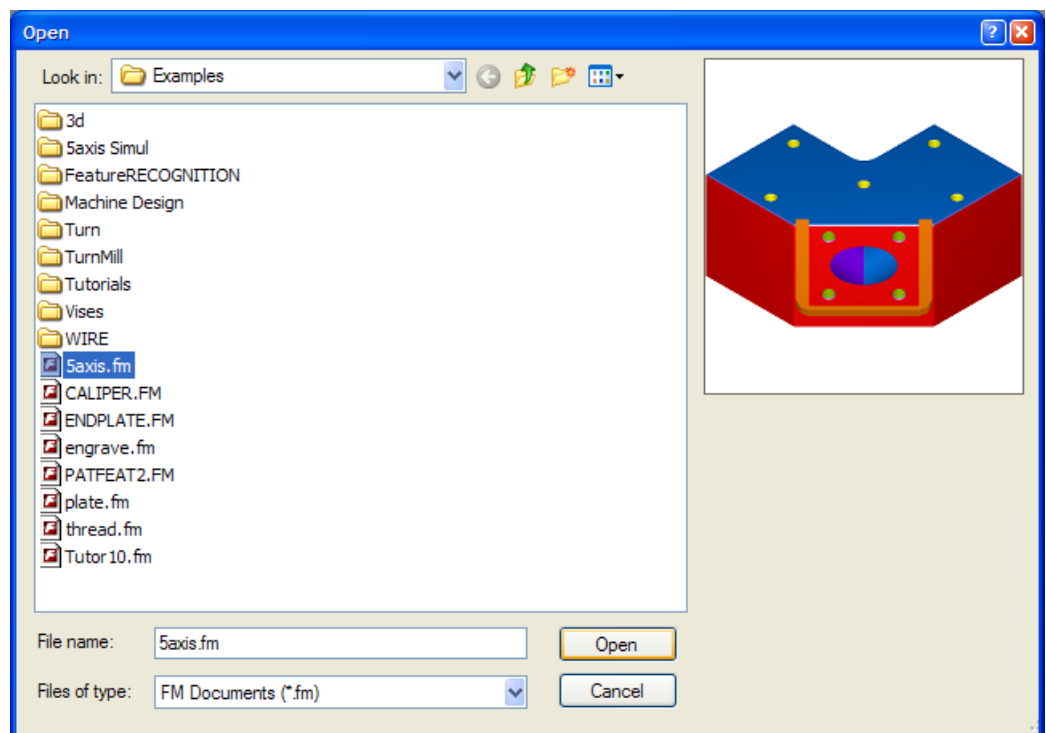 Open
Look in: Examples
3d
5axis Simul
FeatureRECOGNITION
Machine Design
Turn
TurnMill
Tutorials
Vises
WIRE
5axis.fm
CALIPER.FM
ENDPLATE.FM
engrave.fm
PATFEAT2.FM
plate.fm
thread.fm
Tutor10.fm
File name: 5axis.fm Open
Files of type: FM Documents (*.fm) Cancel